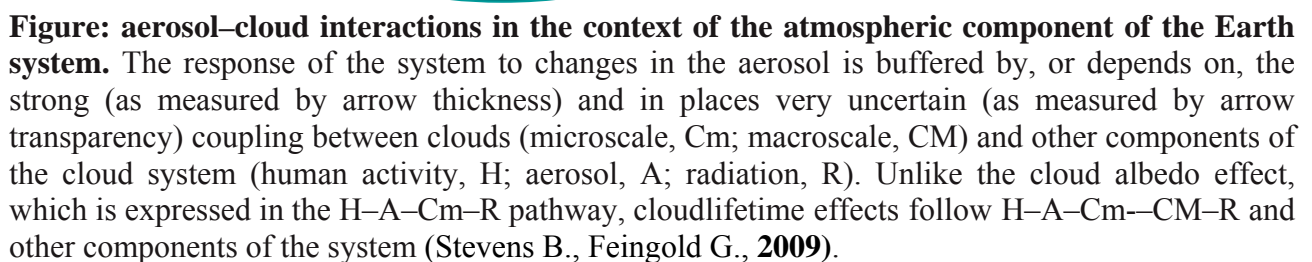 Figure: aerosol–cloud interactions in the context of the atmospheric component of the Earth
system. The response of the system to changes in the aerosol is buffered by, or depends on, the
strong (as measured by arrow thickness) and in places very uncertain (as measured by arrow
transparency) coupling between clouds (microscale, Cm; macroscale, CM) and other components of
the cloud system (human activity, H; aerosol, A; radiation, R). Unlike the cloud albedo effect,
which is expressed in the H–A–Cm–R pathway, cloudlifetime effects follow H–A–Cm-–CM–R and
other components of the system (Stevens B., Feingold G., 2009).